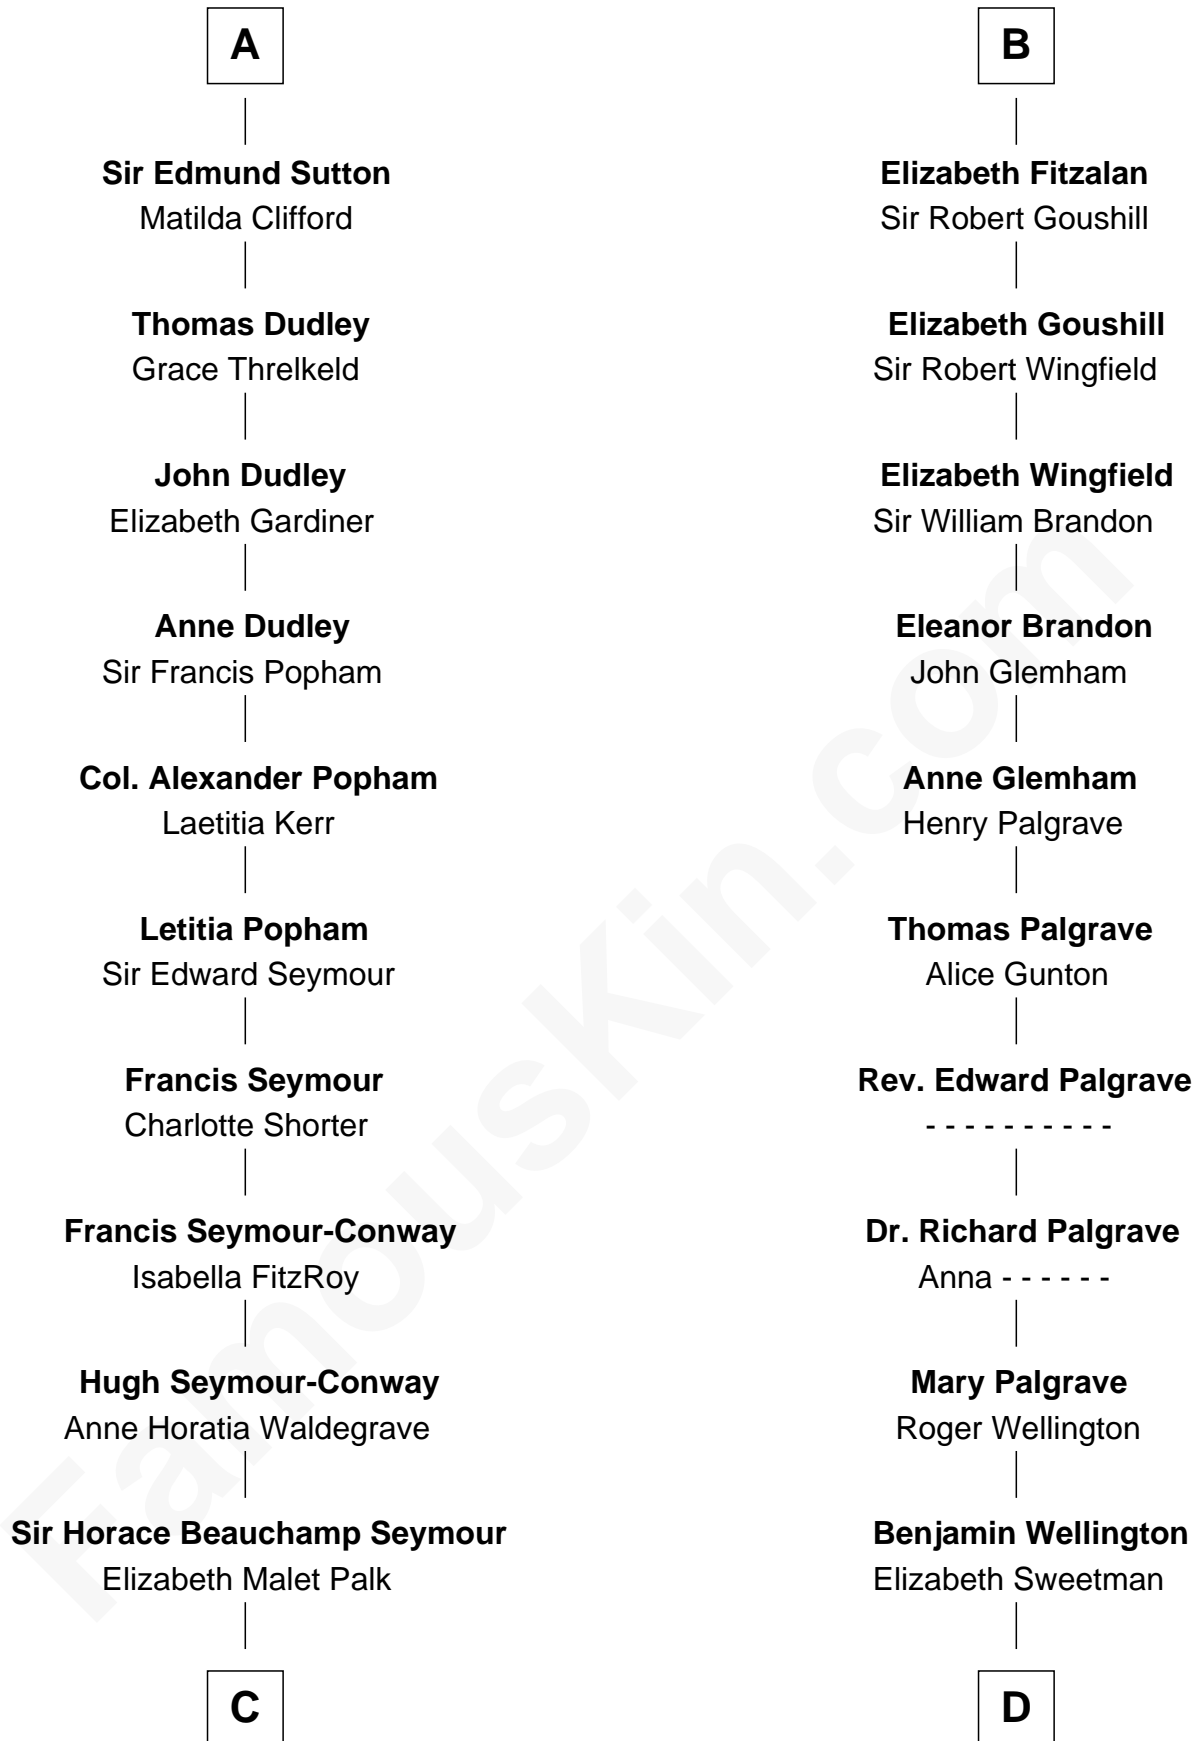 A
Sir Edmund Sutton
Matilda Clifford
Thomas Dudley
Grace Threlkeld
John Dudley
Elizabeth Gardiner
Anne Dudley
Sir Francis Popham
Col. Alexander Popham
Laetitia Kerr
Letitia Popham
Sir Edward Seymour
Francis Seymour
Charlotte Shorter
Francis Seymour-Conway
Isabella FitzRoy
Hugh Seymour-Conway
Anne Horatia Waldegrave
Sir Horace Beauchamp Seymour
Elizabeth Malet Palk
C
B
Elizabeth Fitzalan
Sir Robert Goushill
Elizabeth Goushill
Sir Robert Wingfield
Elizabeth Wingfield
Sir William Brandon
Eleanor Brandon
John Glemham
Anne Glemham
Henry Palgrave
Thomas Palgrave
Alice Gunton
Rev. Edward Palgrave
- - - - - - - - - -
Dr. Richard Palgrave
Anna - - - - - -
Mary Palgrave
Roger Wellington
Benjamin Wellington
Elizabeth Sweetman
D
FamousKin.com